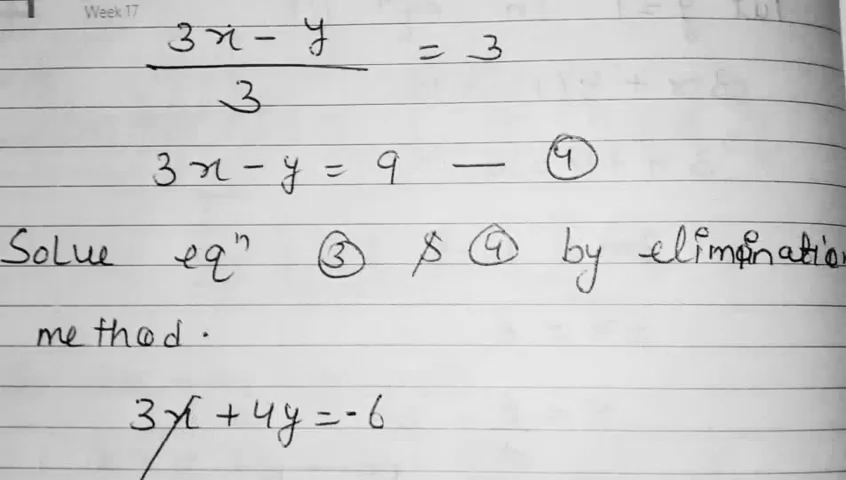 Week 17
3x - y = 3
3
3x - y = 9 — ④
Solve eqⁿ ③ & ④ by elimination
method.
3x + 4y = -6